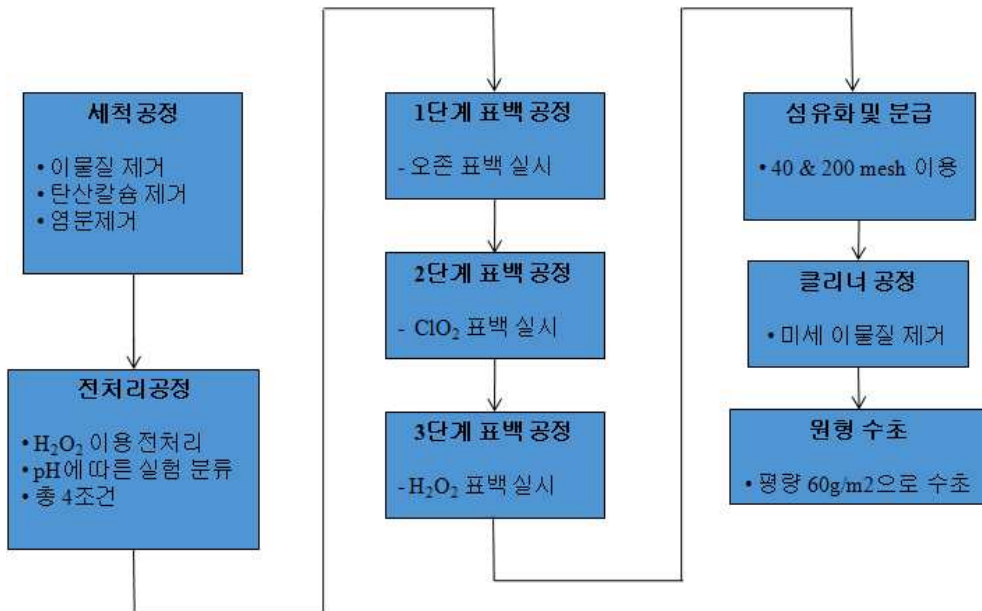 세척 공정
• 이물질 제거
• 탄산칼슘 제거
• 염분제거
전처리공정
• H₂O₂ 이용 전처리
• pH에 따른 실험 분류
• 총 4조건
1단계 표백 공정
- 오존 표백 실시
2단계 표백 공정
- ClO₂ 표백 실시
3단계 표백 공정
- H₂O₂ 표백 실시
섬유화 및 분급
• 40 & 200 mesh 이용
클리너 공정
• 미세 이물질 제거
원형 수초
• 평량 60g/m2으로 수초